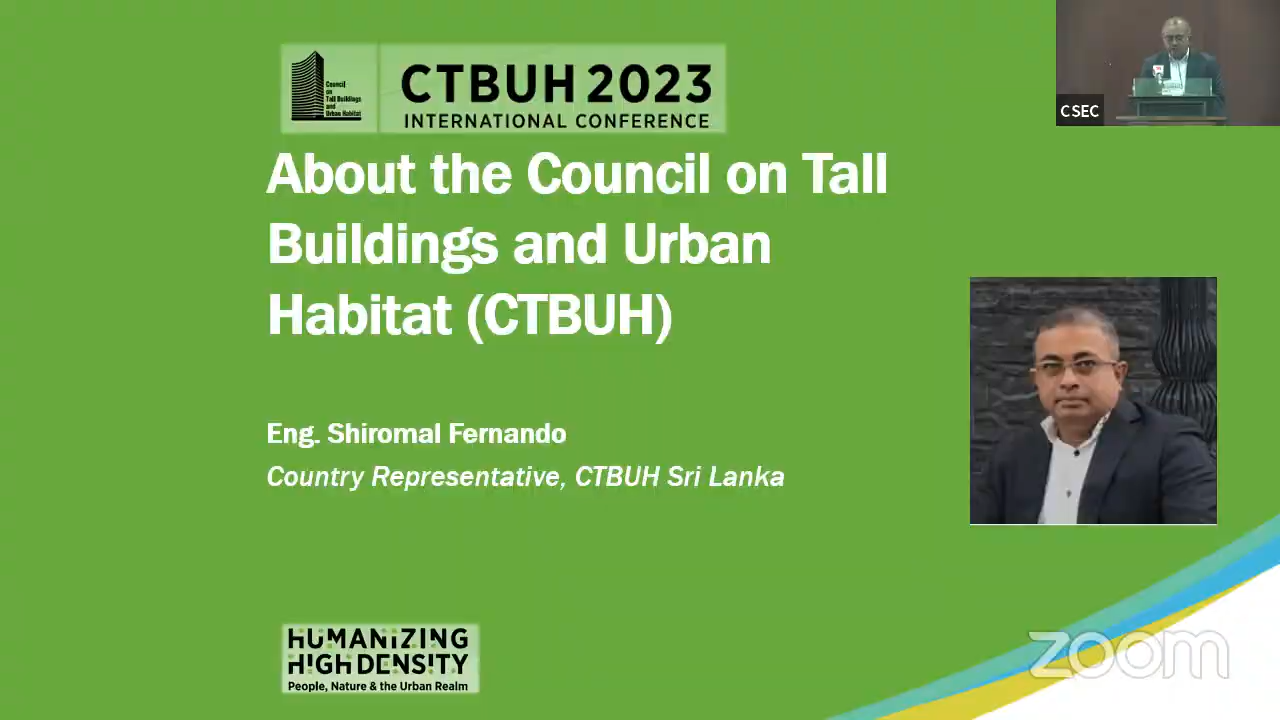 Council
on
Tall Buildings
and
Urban Habitat
CTBUH 2023
INTERNATIONAL CONFERENCE
CSEC
About the Council on Tall
Buildings and Urban
Habitat (CTBUH)
Eng. Shiromal Fernando
Country Representative, CTBUH Sri Lanka
HUMANIZING
HIGH DENSITY
People, Nature & the Urban Realm
zoom